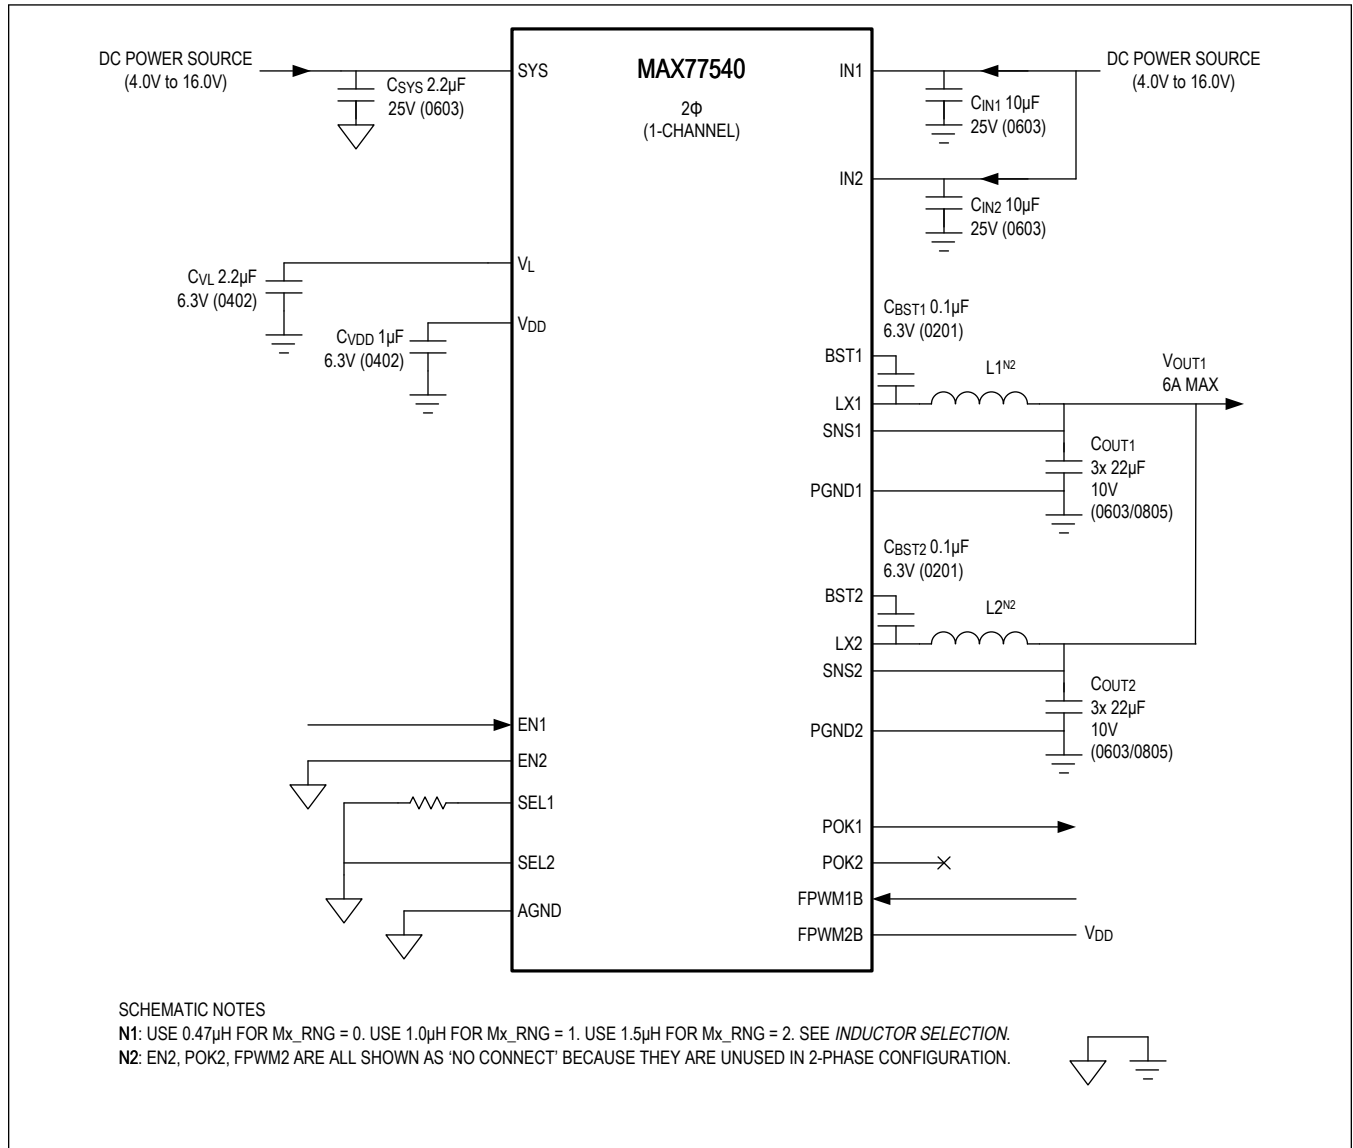 DC POWER SOURCE
(4.0V to 16.0V)
CSYS 2.2µF
25V (0603)
SYS
MAX77540
2Φ
(1-CHANNEL)
IN1
DC POWER SOURCE
(4.0V to 16.0V)
CIN1 10µF
25V (0603)
IN2
CIN2 10µF
25V (0603)
VL
CVL 2.2µF
6.3V (0402)
VDD
CVDD 1µF
6.3V (0402)
CBST1 0.1µF
6.3V (0201)
BST1
L1N2
VOUT1
6A MAX
LX1
SNS1
COUT1
3x 22µF
10V
(0603/0805)
PGND1
CBST2 0.1µF
6.3V (0201)
BST2
L2N2
LX2
SNS2
COUT2
3x 22µF
10V
(0603/0805)
PGND2
EN1
EN2
SEL1
SEL2
AGND
POK1
POK2
FPWM1B
FPWM2B
VDD
SCHEMATIC NOTES
N1: USE 0.47µH FOR Mx_RNG = 0. USE 1.0µH FOR Mx_RNG = 1. USE 1.5µH FOR Mx_RNG = 2. SEE INDUCTOR SELECTION.
N2: EN2, POK2, FPWM2 ARE ALL SHOWN AS ‘NO CONNECT’ BECAUSE THEY ARE UNUSED IN 2-PHASE CONFIGURATION.